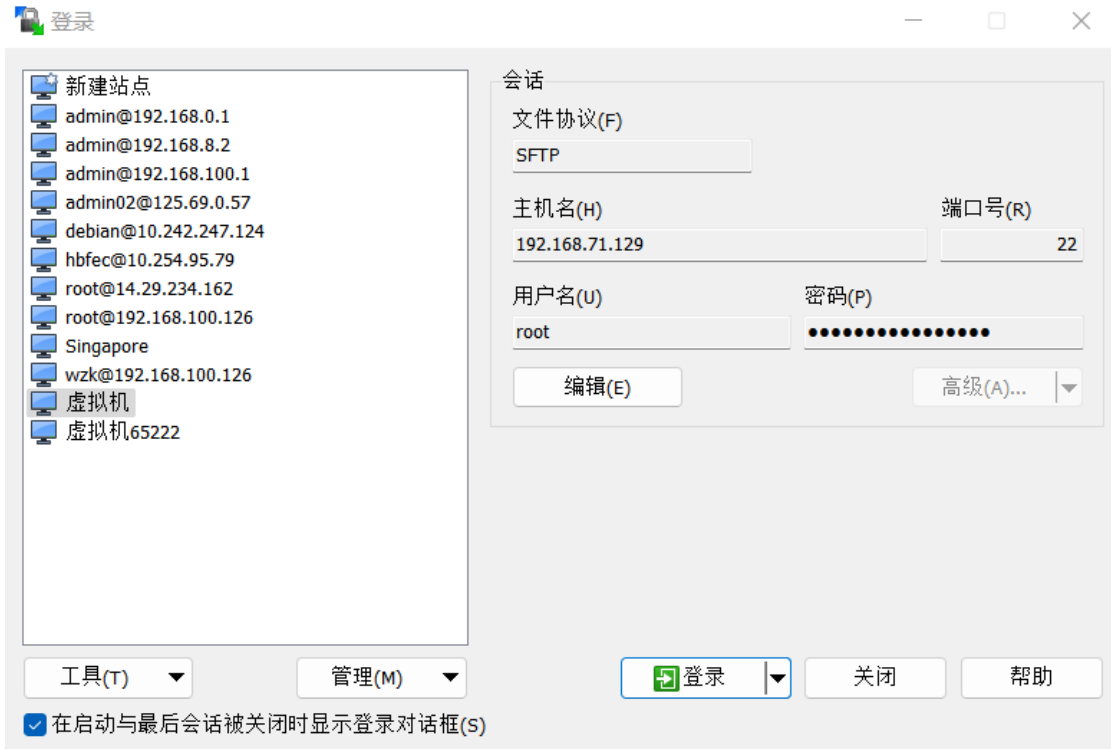 登录
新建站点
admin@192.168.0.1
admin@192.168.8.2
admin@192.168.100.1
admin02@125.69.0.57
debian@10.242.247.124
hbfec@10.254.95.79
root@14.29.234.162
root@192.168.100.126
Singapore
wzk@192.168.100.126
虚拟机
虚拟机65222
会话
文件协议(F)
SFTP
主机名(H) 端口号(R)
192.168.71.129 22
用户名(U) 密码(P)
root ●●●●●●●●●●●●●●●●
编辑(E) 高级(A)...
工具(T) 管理(M) 登录 关闭 帮助
在启动与最后会话被关闭时显示登录对话框(S)